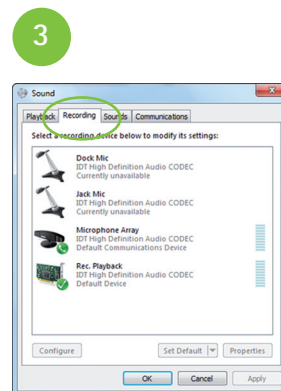 3
Sound
Playback Recording Sounds Communications
Select a recording device below to modify its settings:
Dock Mic
IDT High Definition Audio CODEC
Currently unavailable
Jack Mic
IDT High Definition Audio CODEC
Currently unavailable
Microphone Array
IDT High Definition Audio CODEC
Default Communications Device
Rec. Playback
IDT High Definition Audio CODEC
Default Device
Configure Set Default Properties
OK Cancel Apply